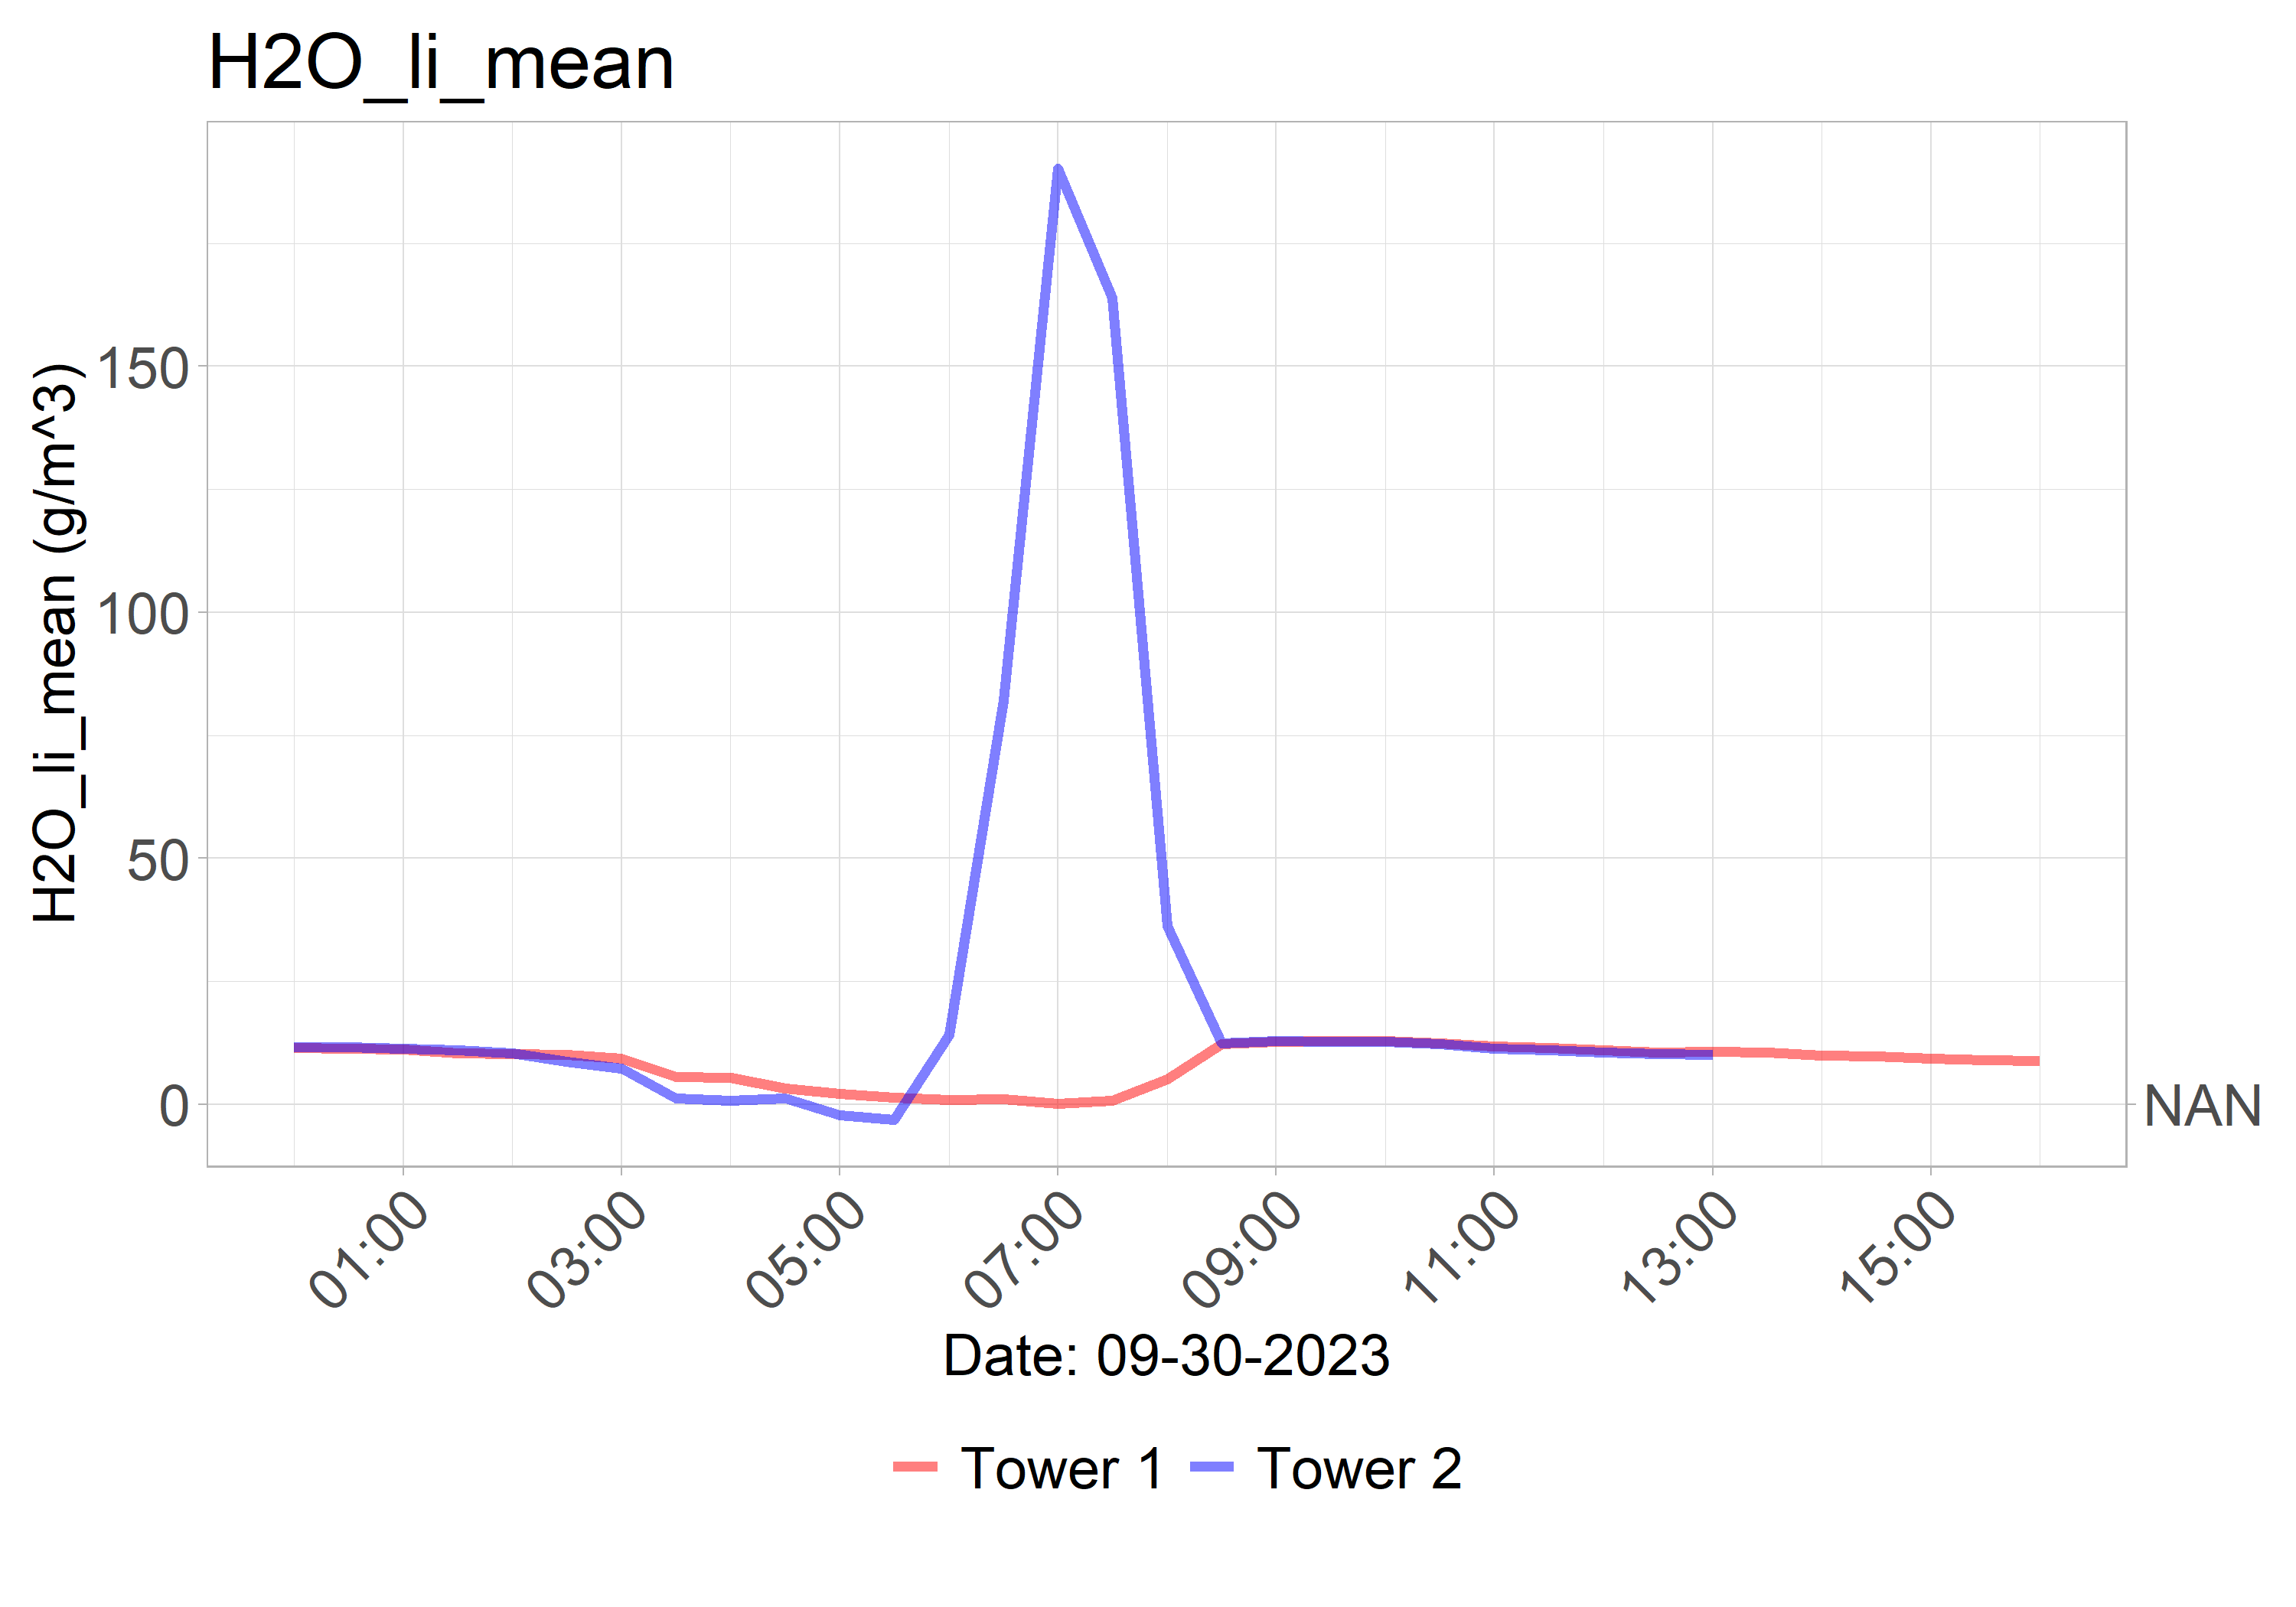 H2O_li_mean
H2O_li_mean (g/m^3)
150
100
50
0
NAN
01:00 03:00 05:00 07:00 09:00 11:00 13:00 15:00
Date: 09-30-2023
Tower 1 Tower 2